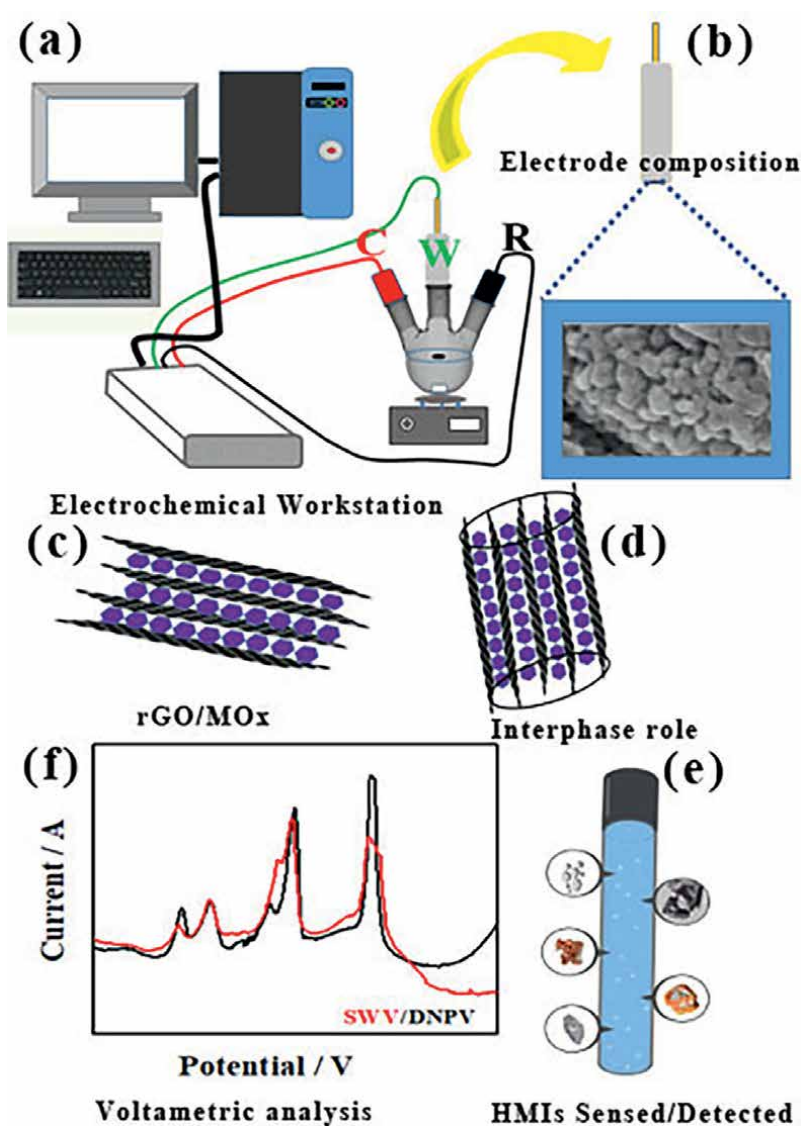 (a)
(b)
Electrode composition
C W R
Electrochemical Workstation
(c)
(d)
rGO/MOx
Interphase role
(f)
(e)
Current / A
SWV/DNPV
Potential / V
Voltametric analysis
HMIs Sensed/Detected